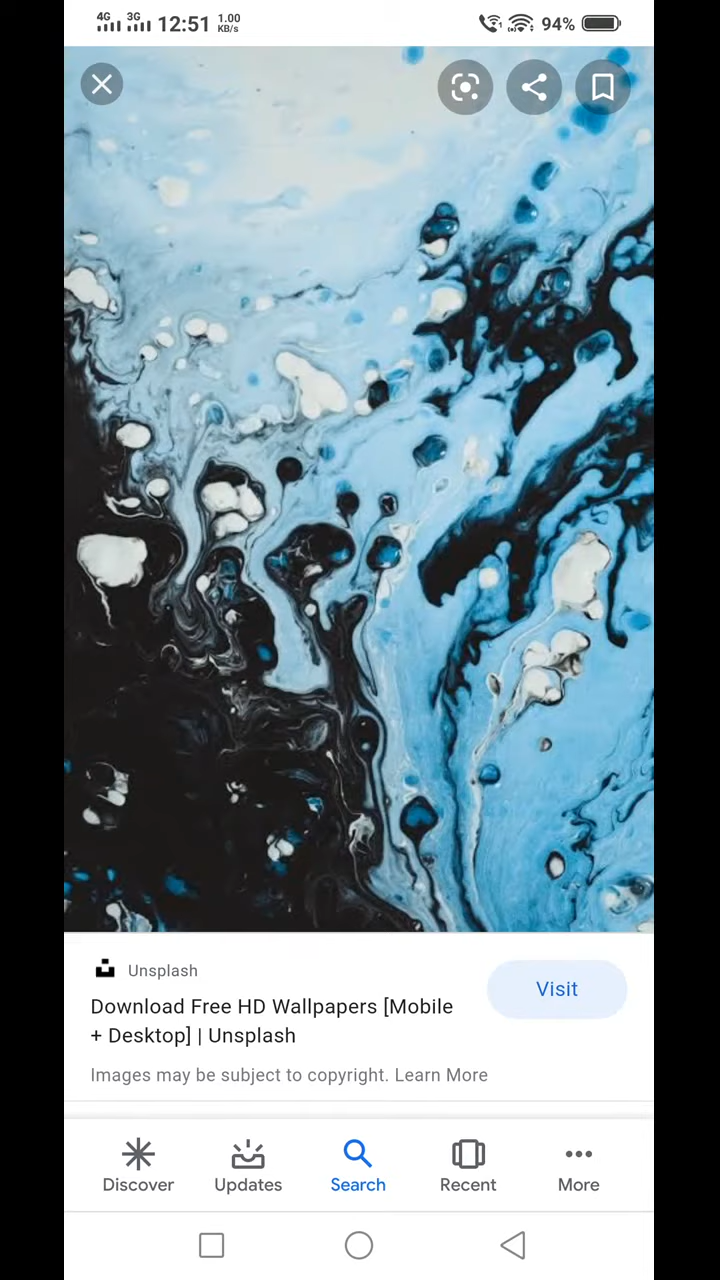 4G 3G 12:51 1.00 KB/s 94%
Unsplash
Visit
Download Free HD Wallpapers [Mobile
+ Desktop] | Unsplash
Images may be subject to copyright. Learn More
Discover Updates Search Recent More